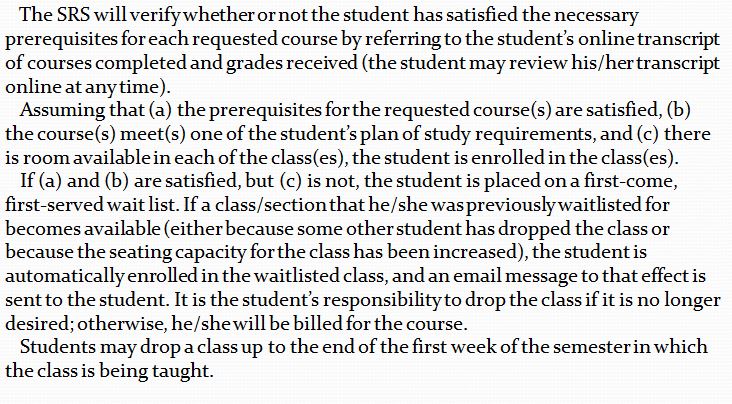 The SRS will verify whether or not the student has satisfied the necessary
prerequisites for each requested course by referring to the student’s online transcript
of courses completed and grades received (the student may review his/her transcript
online at any time).
Assuming that (a) the prerequisites for the requested course(s) are satisfied, (b)
the course(s) meet(s) one of the student’s plan of study requirements, and (c) there
is room available in each of the class(es), the student is enrolled in the class(es).
If (a) and (b) are satisfied, but (c) is not, the student is placed on a first-come,
first-served wait list. If a class/section that he/she was previously waitlisted for
becomes available (either because some other student has dropped the class or
because the seating capacity for the class has been increased), the student is
automatically enrolled in the waitlisted class, and an email message to that effect is
sent to the student. It is the student’s responsibility to drop the class if it is no longer
desired; otherwise, he/she will be billed for the course.
Students may drop a class up to the end of the first week of the semester in which
the class is being taught.